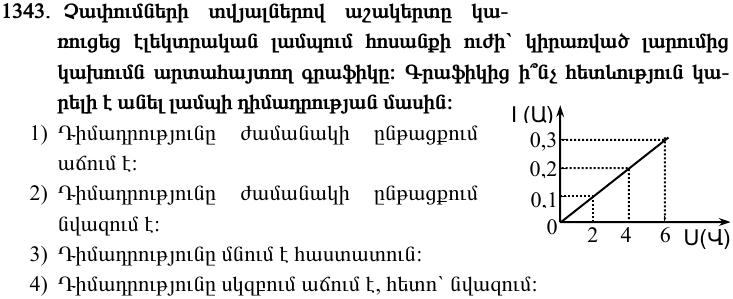 1343. Չափումների տվյալներով աշակերտը կա-
ռուցեց էլեկտրական լամպում հոսանքի ուժի՝ կիրառված լարումից
կախումն արտահայտող գրաֆիկը: Գրաֆիկից ի՞նչ հետևություն կա-
րելի է անել լամպի դիմադրության մասին:
1) Դիմադրությունը ժամանակի ընթացքում
աճում է:
2) Դիմադրությունը ժամանակի ընթացքում
նվազում է:
3) Դիմադրությունը մնում է հաստատուն:
4) Դիմադրությունը սկզբում աճում է, հետո՝ նվազում:
I (Ա)
0,3
0,2
0,1
0
2 4 6 Ս(Վ)